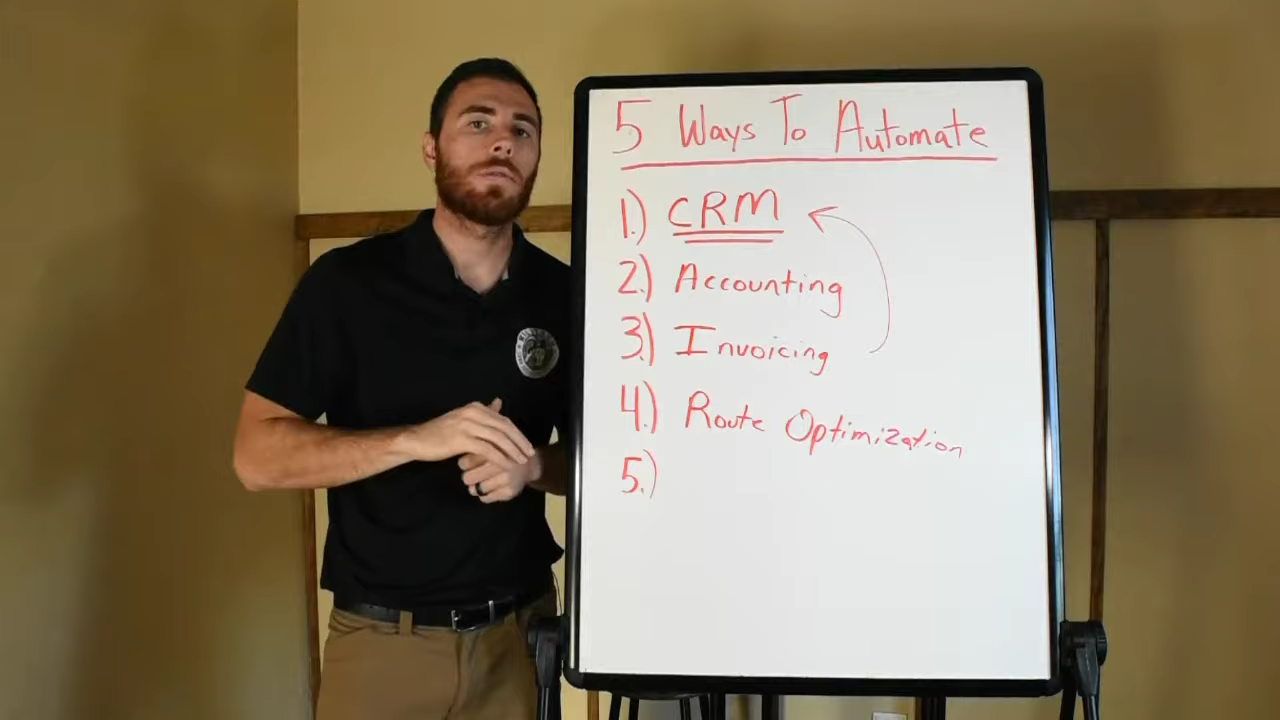 5 Ways To Automate
1.) CRM
2.) Accounting
3.) Invoicing
4.) Route Optimization
5.)